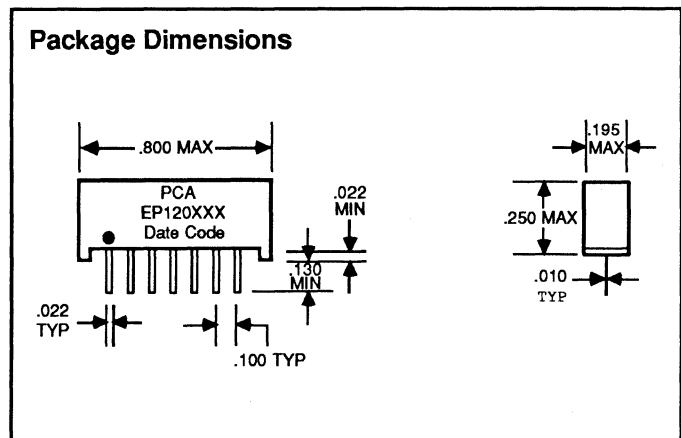 Package Dimensions
.800 MAX
.195
MAX
PCA
EP120XXX
Date Code
.022
MIN
.250 MAX
.130
MIN
.010
TYP
.022
TYP
.100 TYP